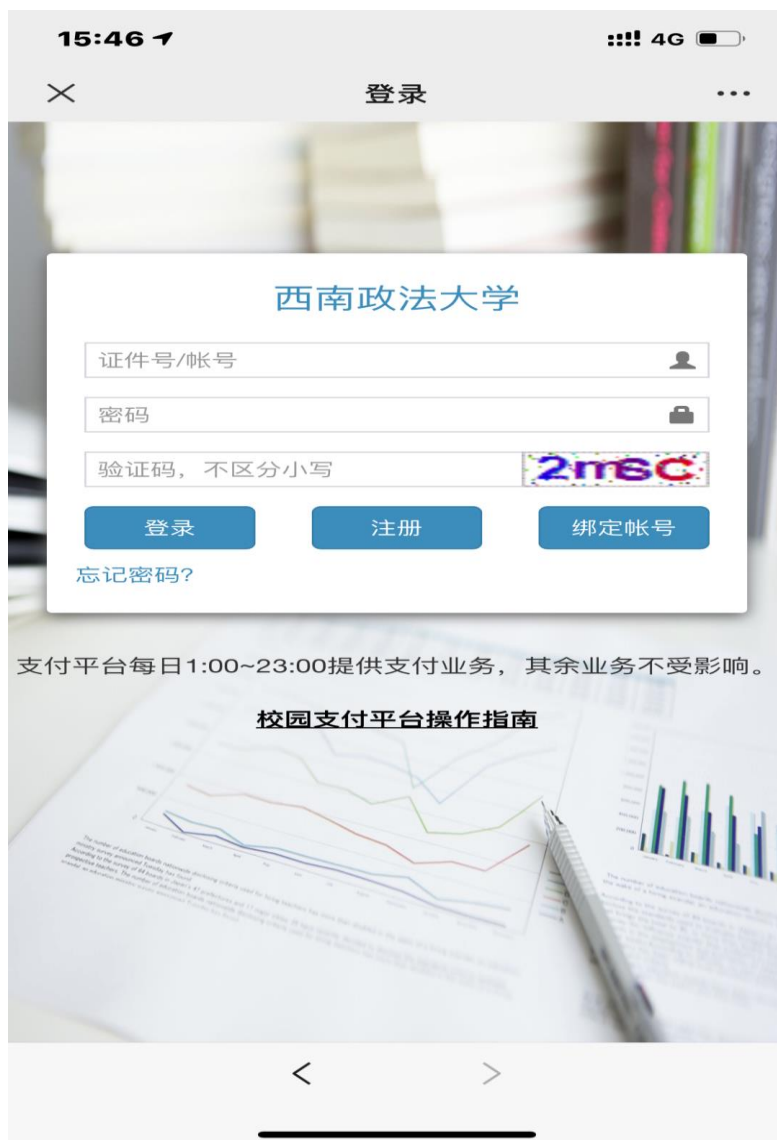 15:46
4G
登录
西南政法大学
证件号/帐号
密码
验证码，不区分小写
2msc
登录
注册
绑定帐号
忘记密码?
支付平台每日1:00~23:00提供支付业务，其余业务不受影响。
校园支付平台操作指南